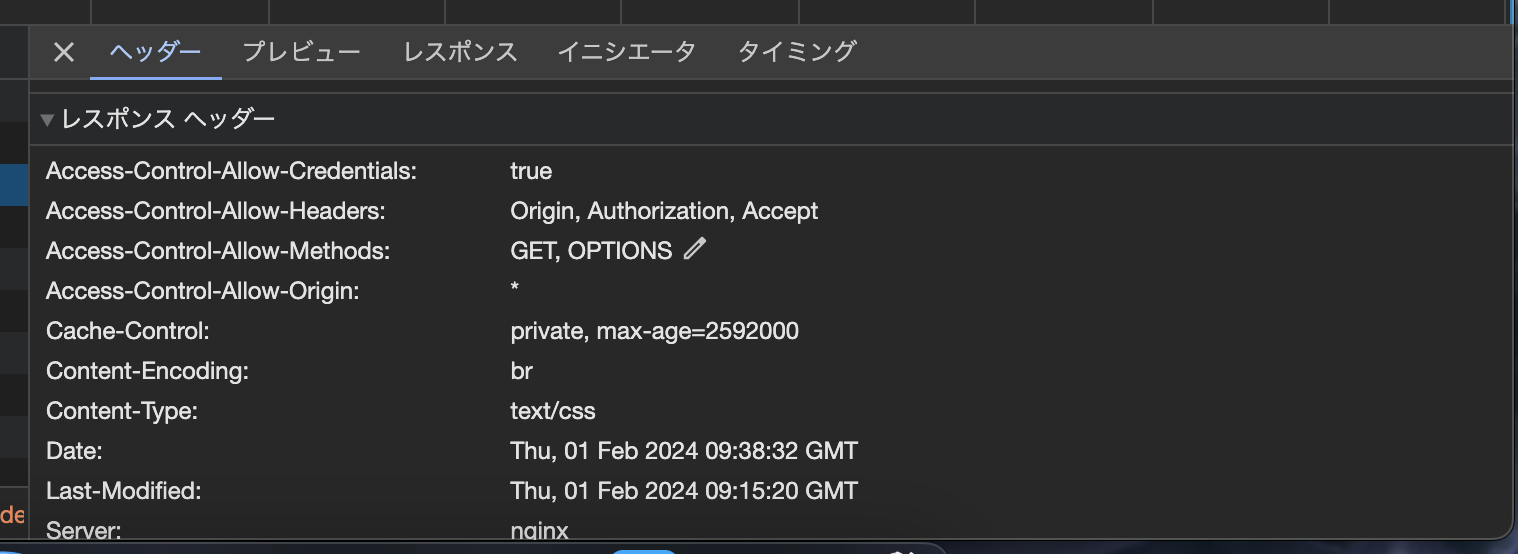 ヘッダー プレビュー レスポンス イニシエータ タイミング
レスポンス ヘッダー
Access-Control-Allow-Credentials: true
Access-Control-Allow-Headers: Origin, Authorization, Accept
Access-Control-Allow-Methods: GET, OPTIONS
Access-Control-Allow-Origin: *
Cache-Control: private, max-age=2592000
Content-Encoding: br
Content-Type: text/css
Date: Thu, 01 Feb 2024 09:38:32 GMT
Last-Modified: Thu, 01 Feb 2024 09:15:20 GMT
de
Server: nginx